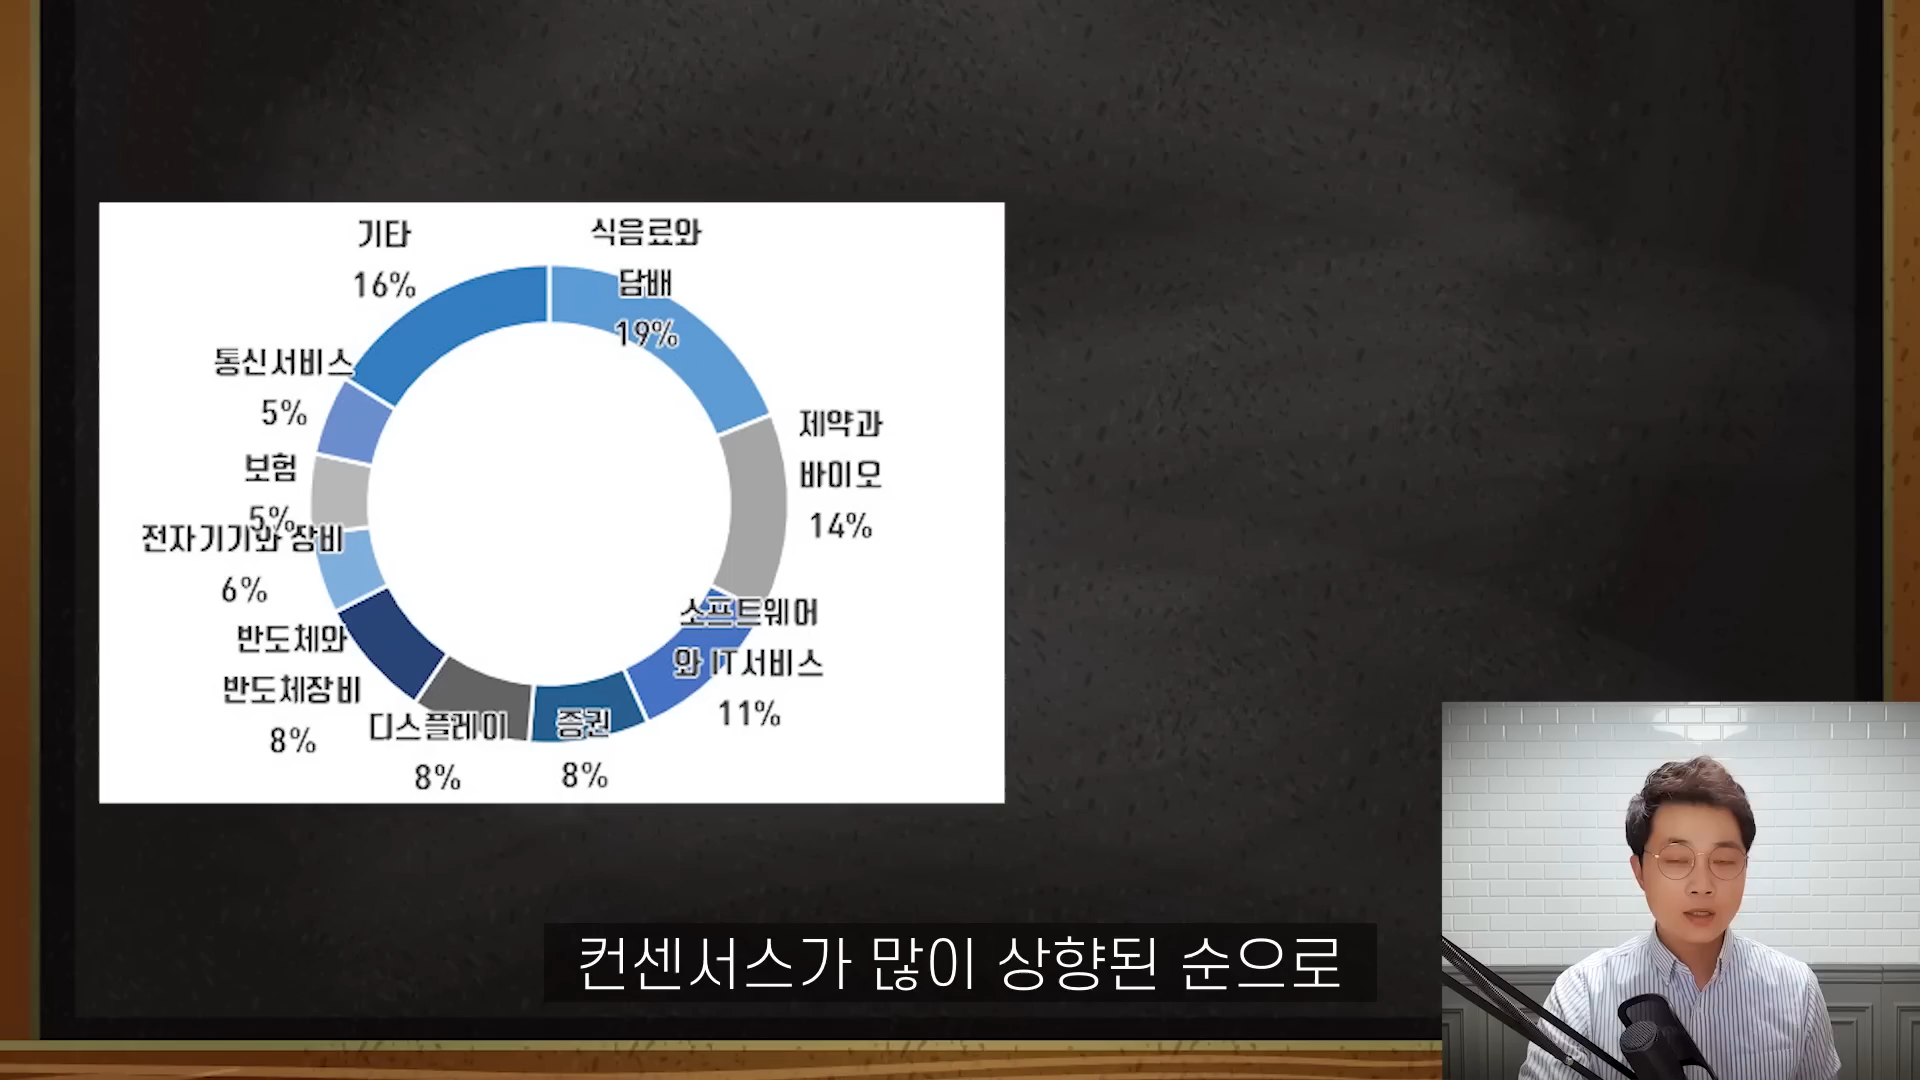 기타
16%
식음료와
담배
19%
제약과
바이오
14%
소프트웨어
와 IT서비스
11%
증권
8%
디스플레이
8%
반도체와
반도체장비
8%
전자기기와 장비
6%
보험
5%
통신서비스
5%
컨센서스가 많이 상향된 순으로